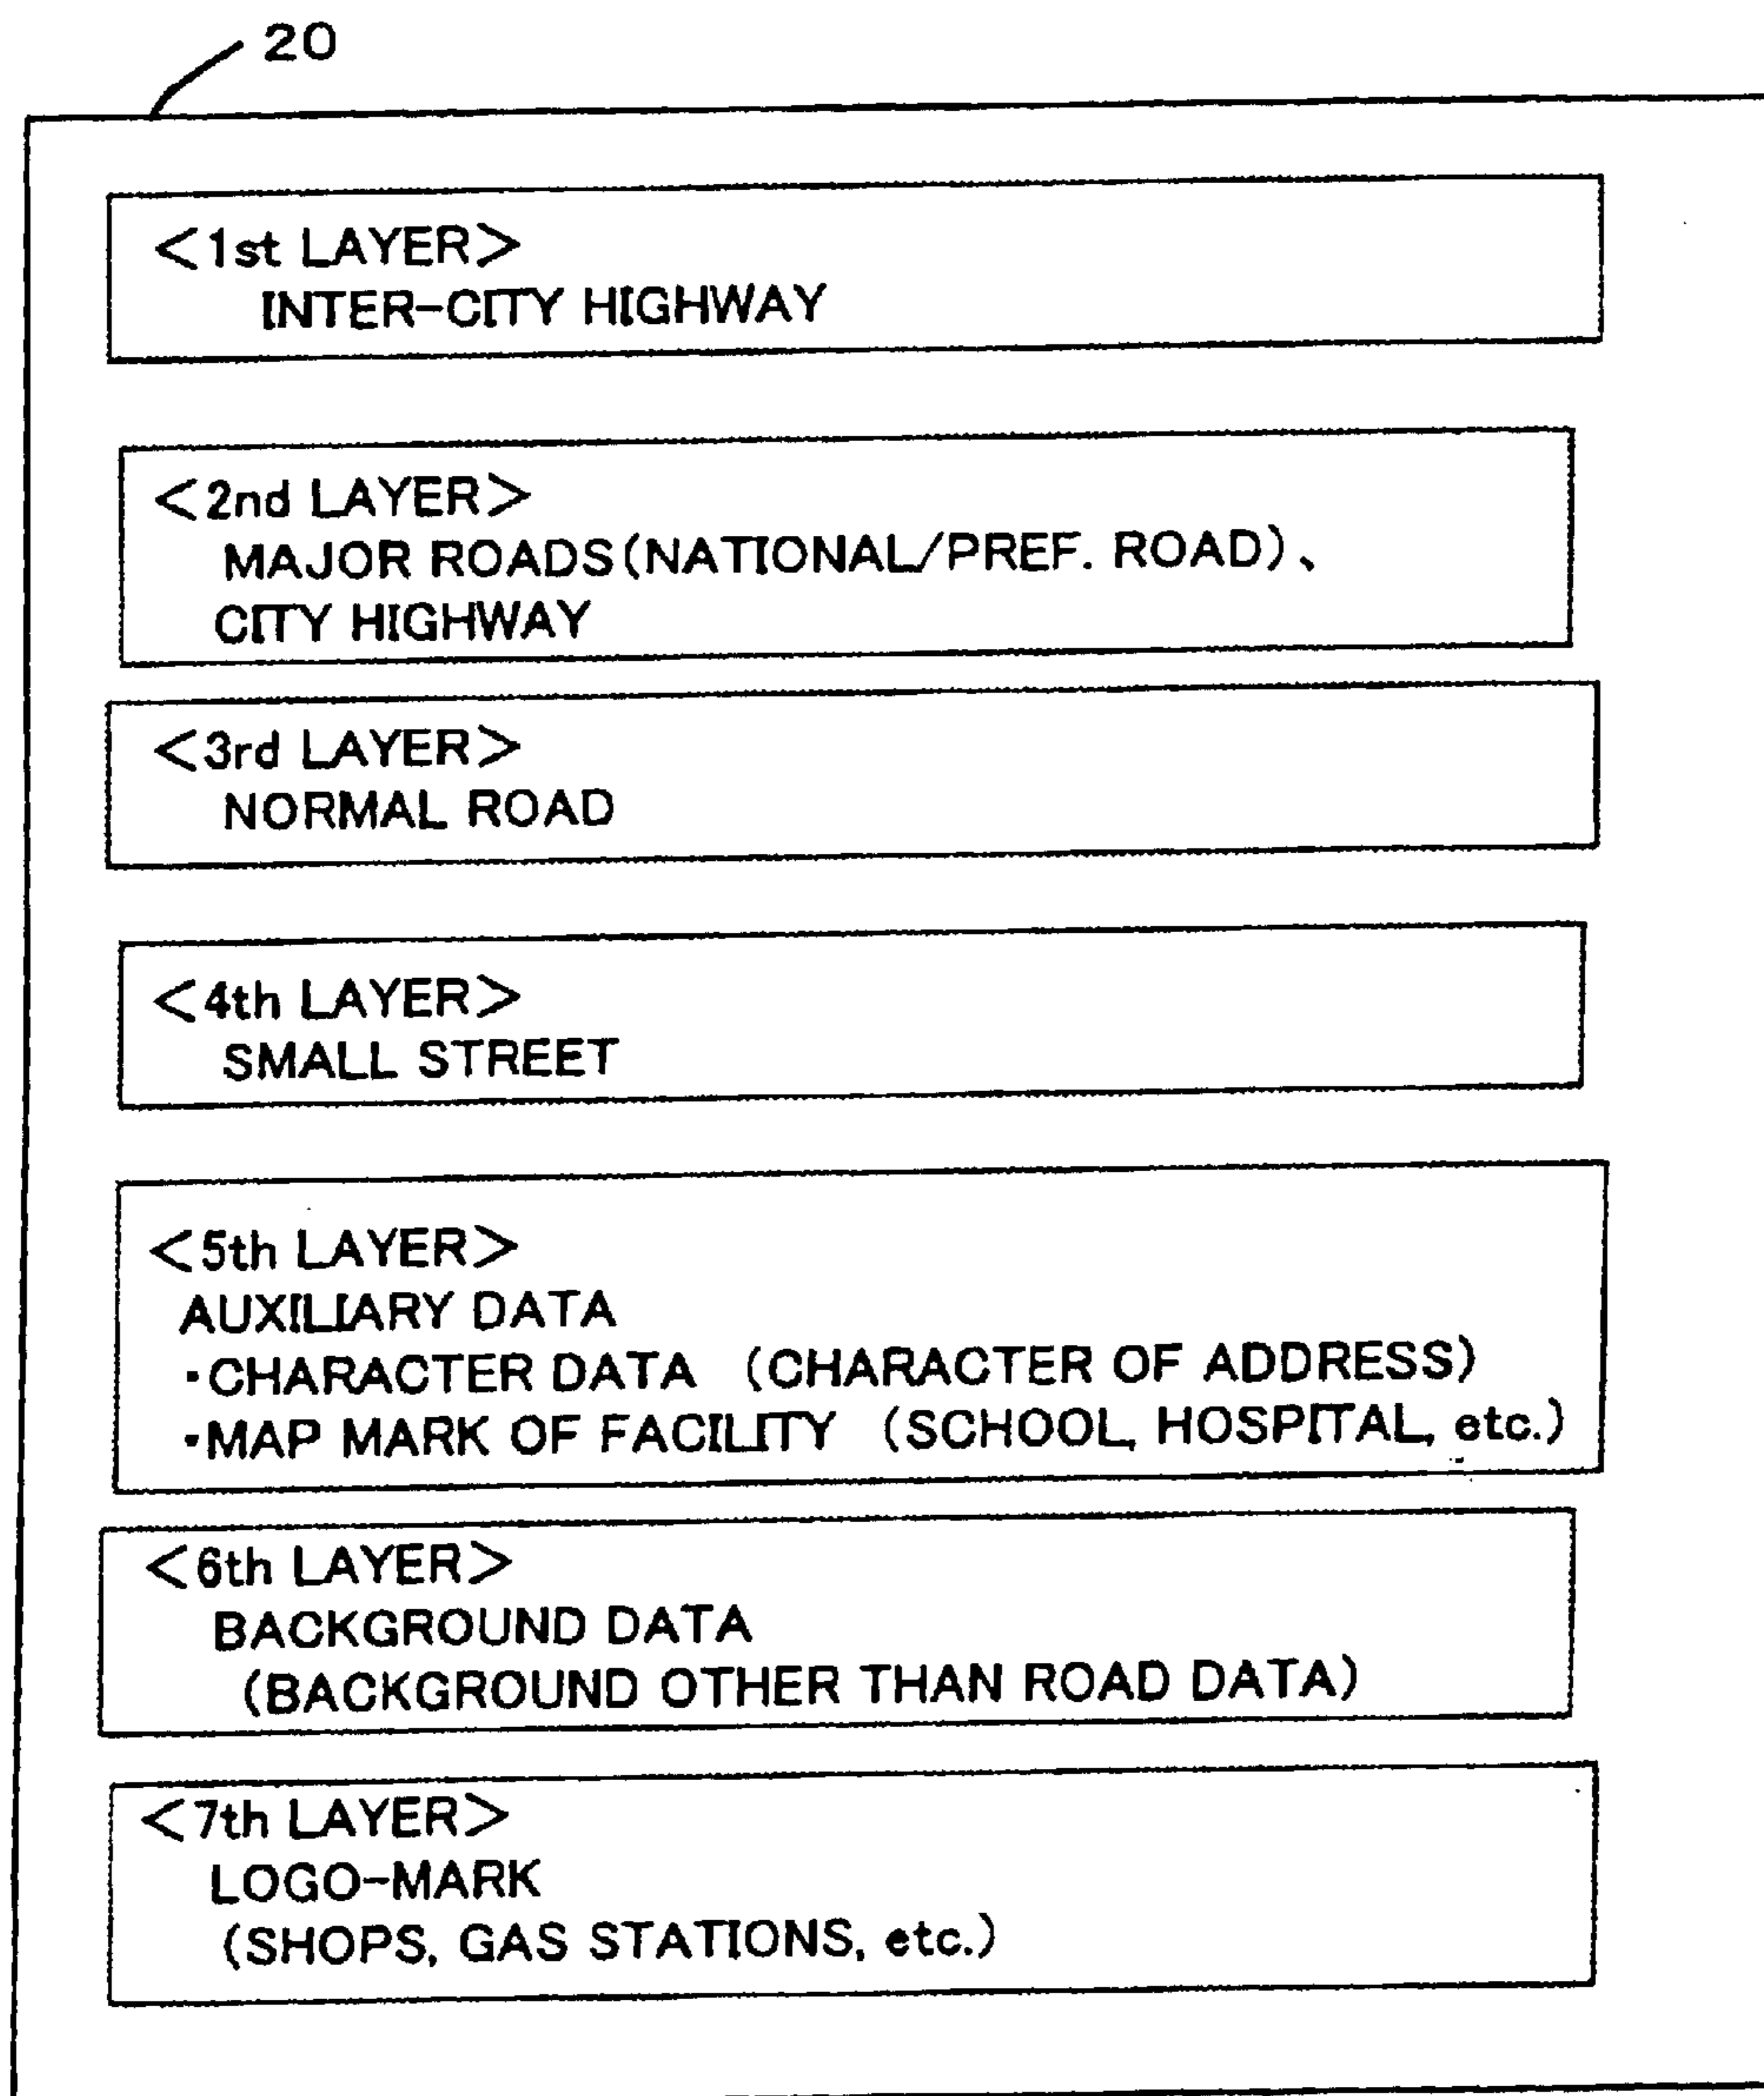 20
<1st LAYER>
INTER-CITY HIGHWAY
<2nd LAYER>
MAJOR ROADS(NATIONAL/PREF. ROAD)、
CITY HIGHWAY
<3rd LAYER>
NORMAL ROAD
<4th LAYER>
SMALL STREET
<5th LAYER>
AUXILIARY DATA
・CHARACTER DATA (CHARACTER OF ADDRESS)
・MAP MARK OF FACILITY (SCHOOL, HOSPITAL, etc.)
<6th LAYER>
BACKGROUND DATA
(BACKGROUND OTHER THAN ROAD DATA)
<7th LAYER>
LOGO-MARK
(SHOPS, GAS STATIONS, etc.)